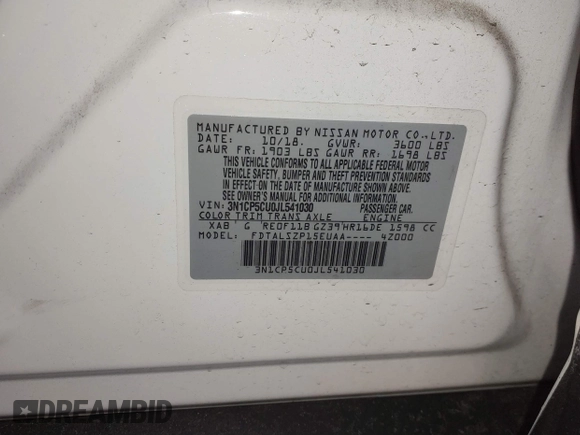 MANUFACTURED BY NISSAN MOTOR CO.,LTD.
DATE: 10/18. GVWR: 3600 LBS
GAWR FR: 1903 LBS GAWR RR: 1698 LBS
THIS VEHICLE CONFORMS TO ALL APPLICABLE FEDERAL MOTOR
VEHICLE SAFETY, BUMPER AND THEFT PREVENTION STANDARDS
IN EFFECT ON THE DATE OF MANUFACTURE SHOWN ABOVE.
SEE OWNER'S MANUAL FOR ADDITIONAL INFORMATION
VIN: 3N1CP5CU0JL541030 PASSENGER CAR.
COLOR TRIM TRANS AXLE ENGINE
XAB G RE0F11B GZ39 HR16DE 1598 CC
MODEL: FDTALSZP15EUAA---- 4Z000
3N1CP5CU0JL541030
DREAMBID